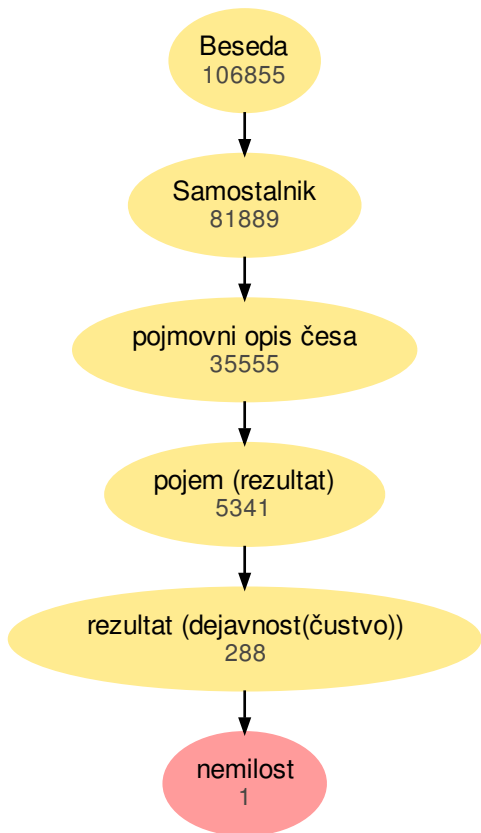 Beseda
106855
Samostalnik
81889
pojmovni opis česa
35555
pojem (rezultat)
5341
rezultat (dejavnost(čustvo))
288
nemilost
1